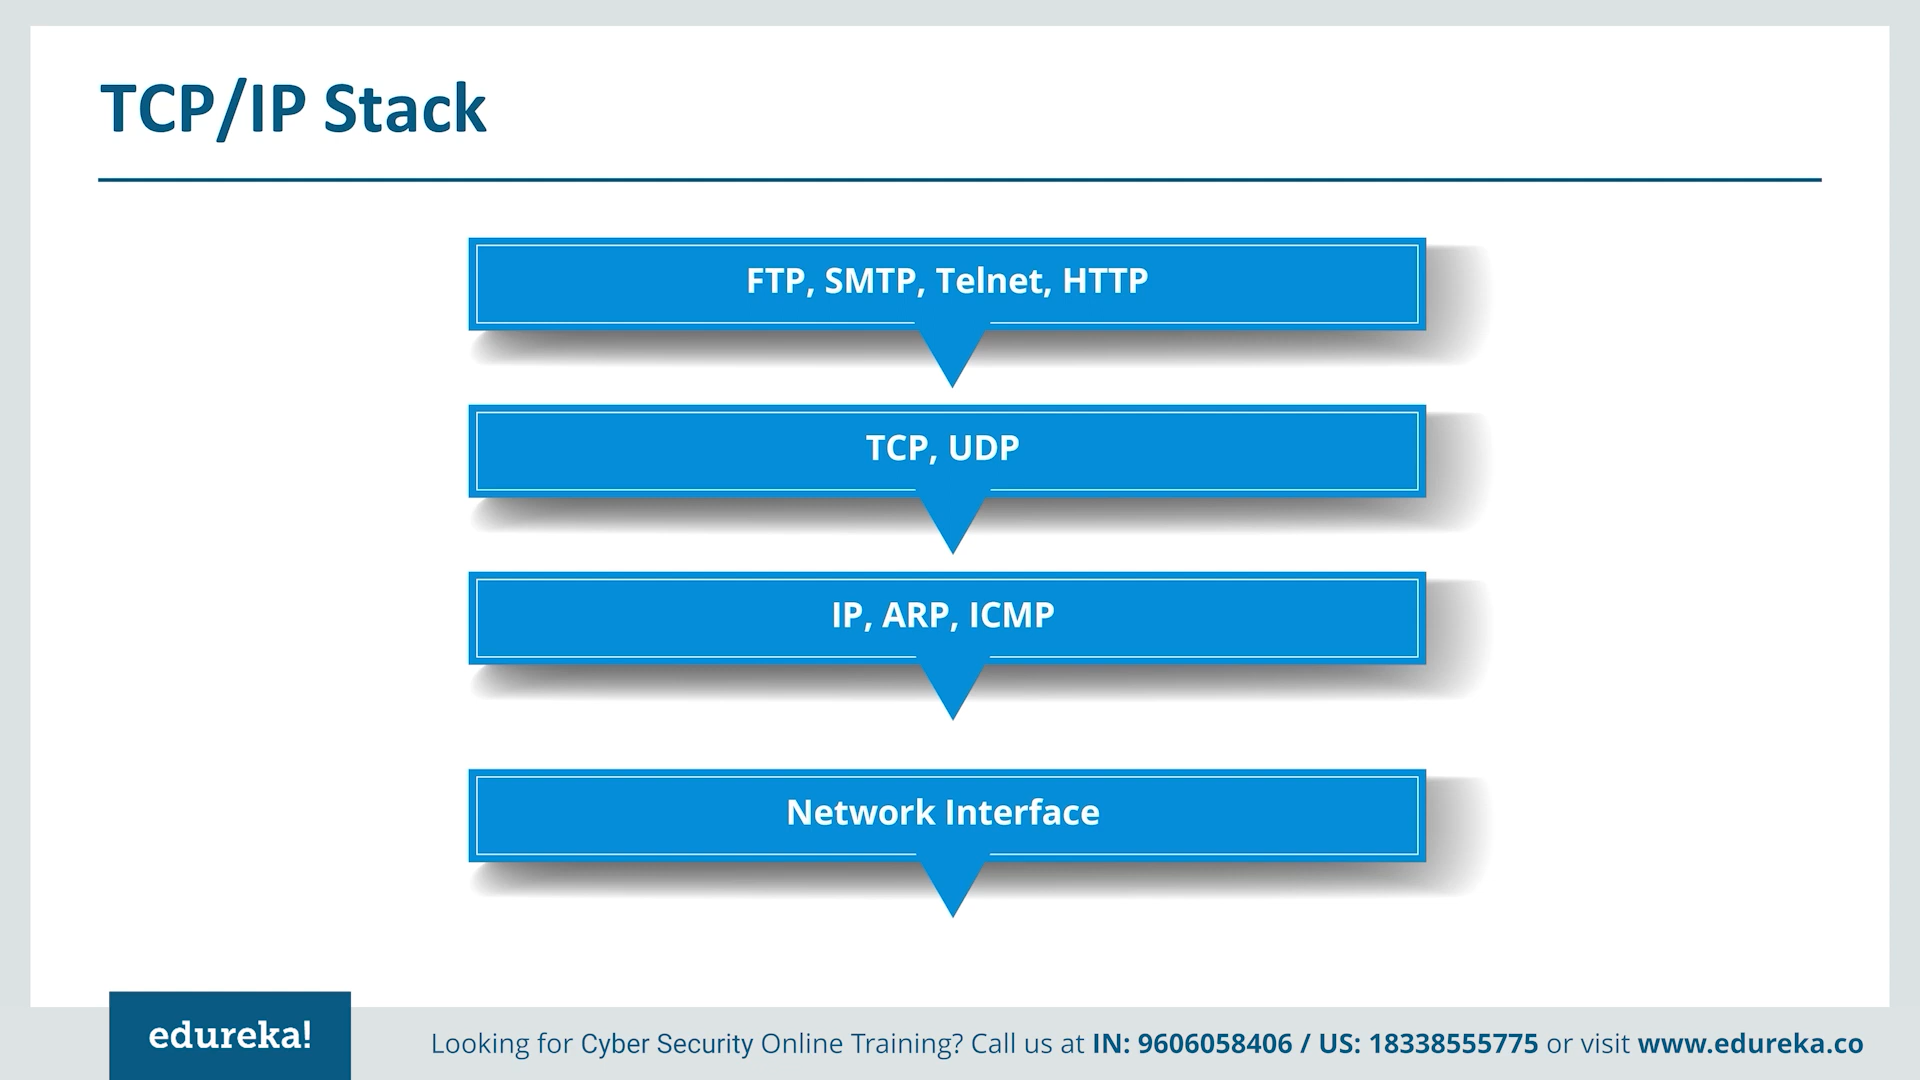 TCP/IP Stack
FTP, SMTP, Telnet, HTTP
TCP, UDP
IP, ARP, ICMP
Network Interface
edureka!
Looking for Cyber Security Online Training? Call us at IN: 9606058406 / US: 18338555775 or visit www.edureka.co